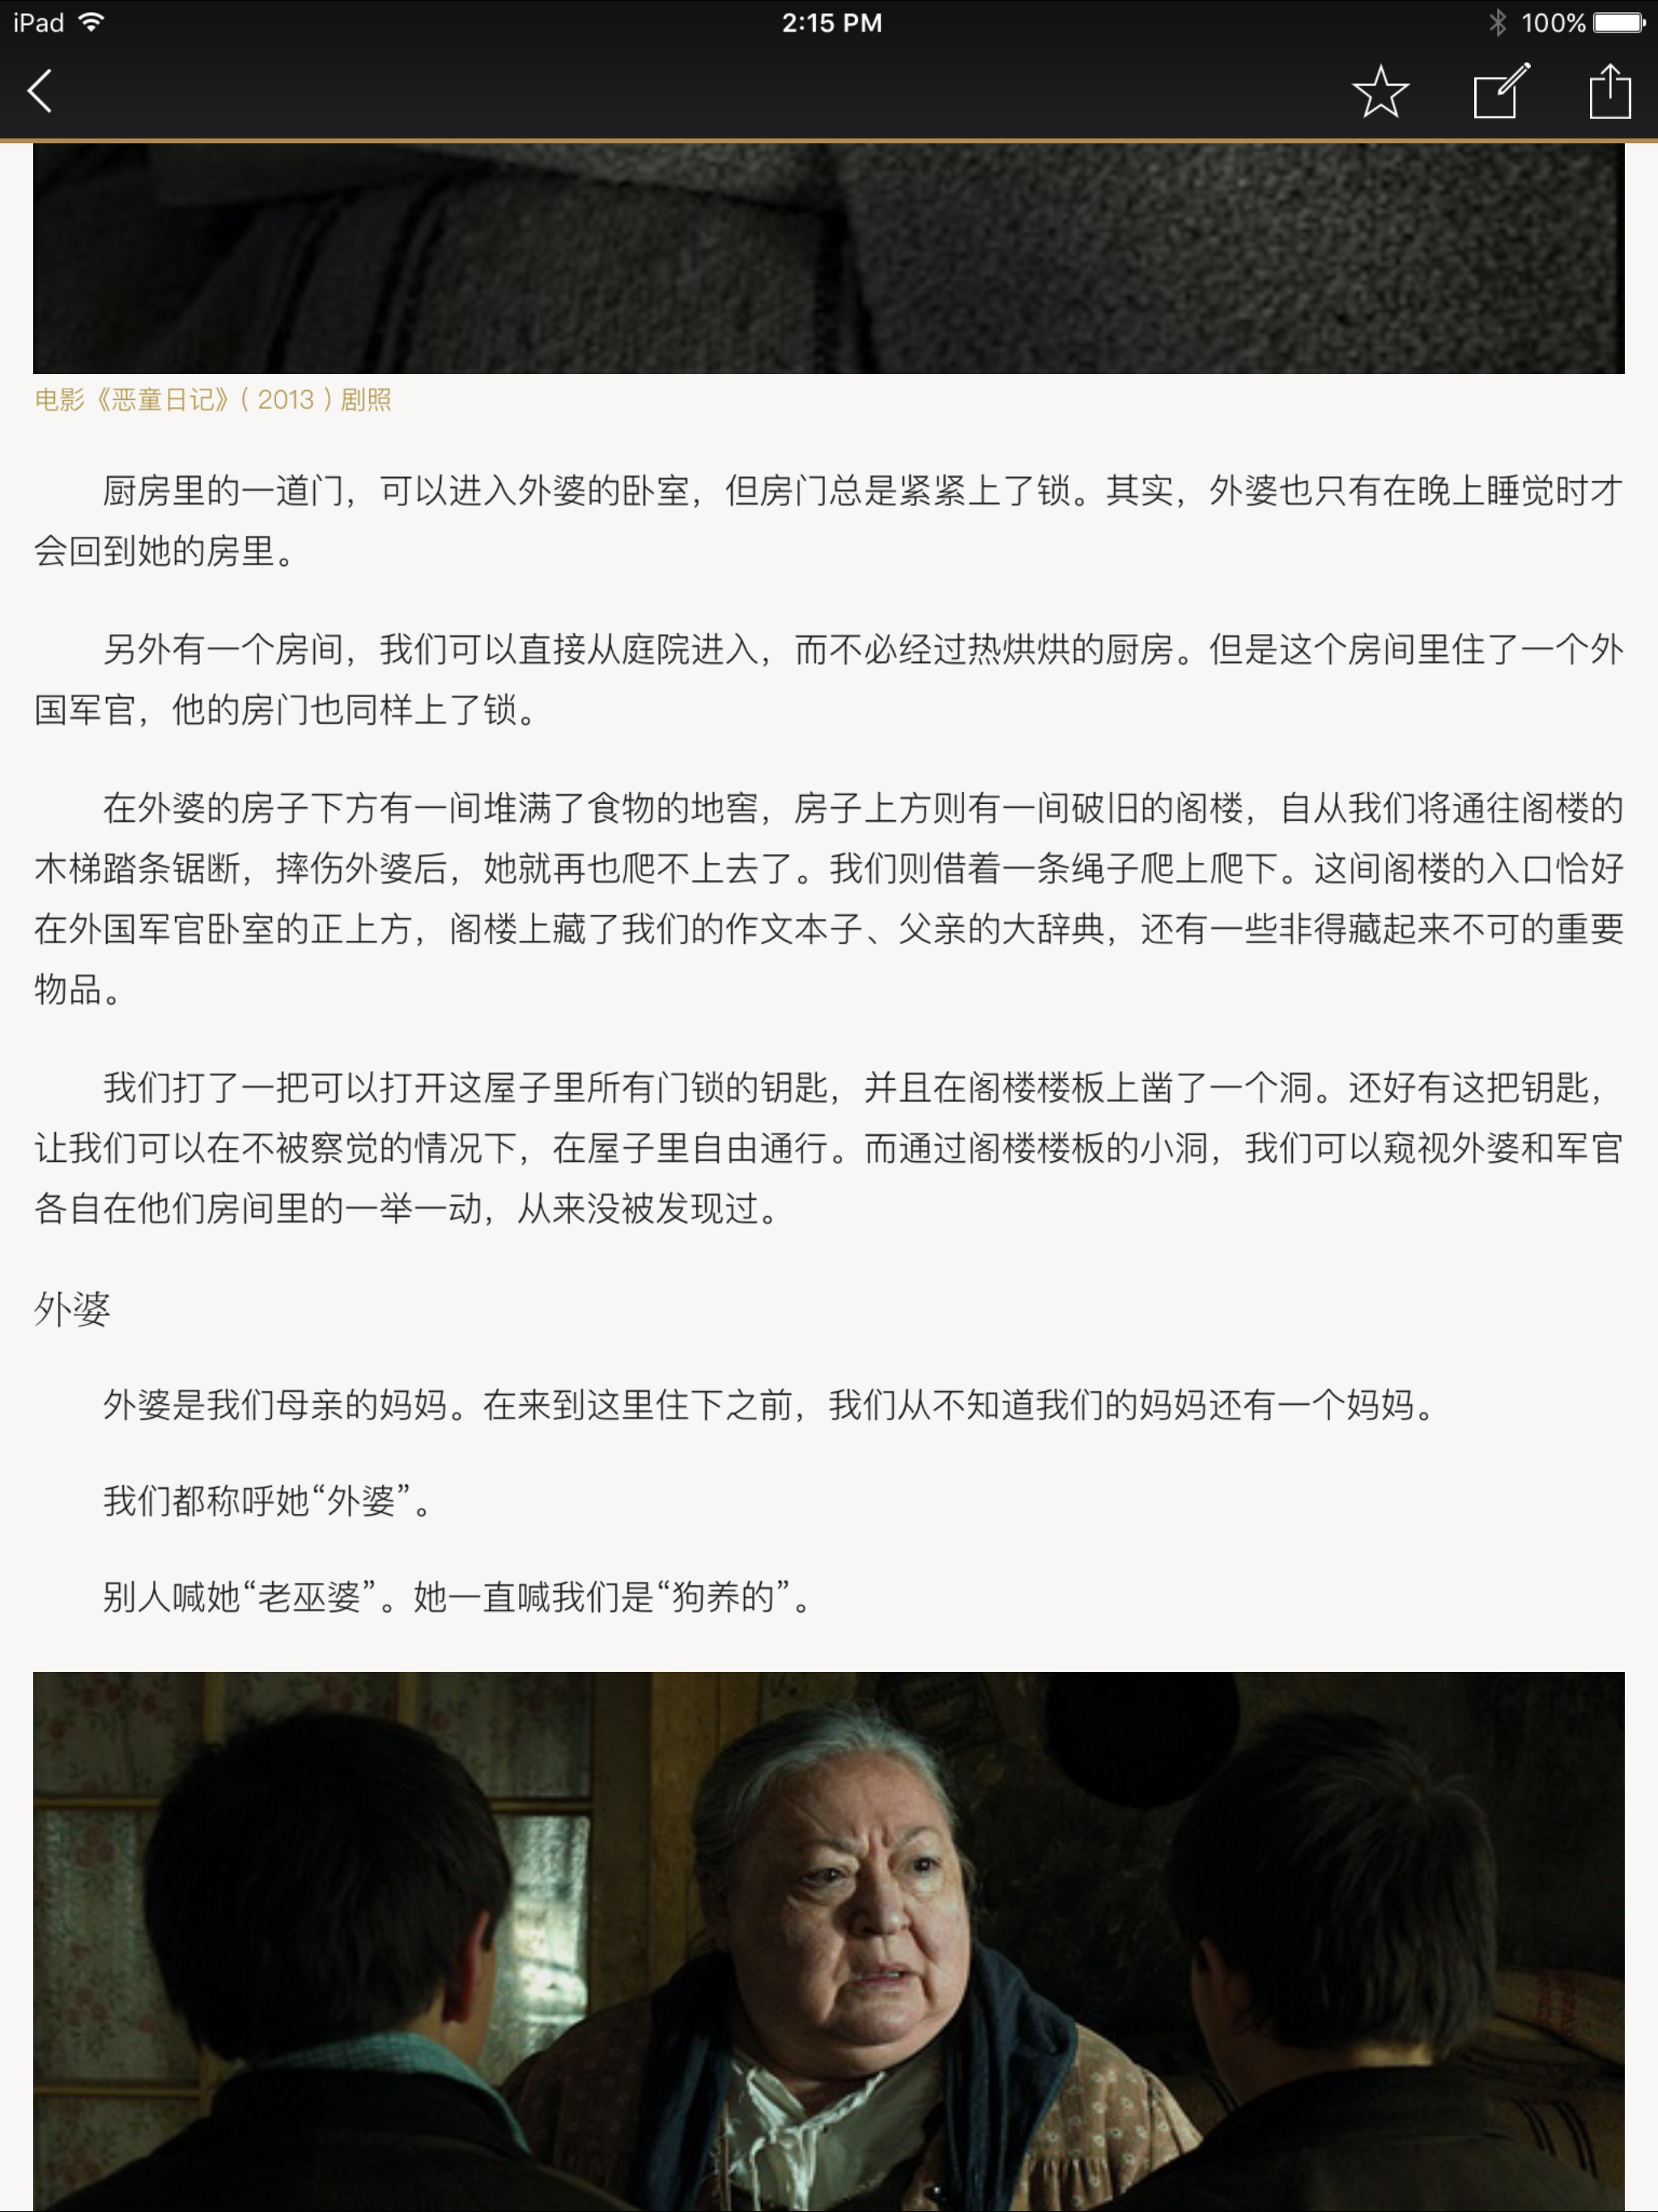 iPad
2:15 PM
100%
电影《恶童日记》( 2013 ) 剧照
厨房里的一道门，可以进入外婆的卧室，但房门总是紧紧上了锁。其实，外婆也只有在晚上睡觉时才
会回到她的房里。
另外有一个房间，我们可以直接从庭院进入，而不必经过热烘烘的厨房。但是这个房间里住了一个外
国军官，他的房门也同样上了锁。
在外婆的房子下方有一间堆满了食物的地窖，房子上方则有一间破旧的阁楼，自从我们将通往阁楼的
木梯踏条锯断，摔伤外婆后，她就再也爬不上去了。我们则借着一条绳子爬上爬下。这间阁楼的入口恰好
在外国军官卧室的正上方，阁楼上藏了我们的作文本子、父亲的大辞典，还有一些非得藏起来不可的重要
物品。
我们打了一把可以打开这屋子里所有门锁的钥匙，并且在阁楼楼板上凿了一个洞。还好有这把钥匙，
让我们可以在不被察觉的情况下，在屋子里自由通行。而通过阁楼楼板的小洞，我们可以窥视外婆和军官
各自在他们房间里的一举一动，从来没被发现过。
外婆
外婆是我们母亲的妈妈。在来到这里住下之前，我们从不知道我们的妈妈还有一个妈妈。
我们都称呼她“外婆”。
别人喊她“老巫婆”。她一直喊我们是“狗养的”。